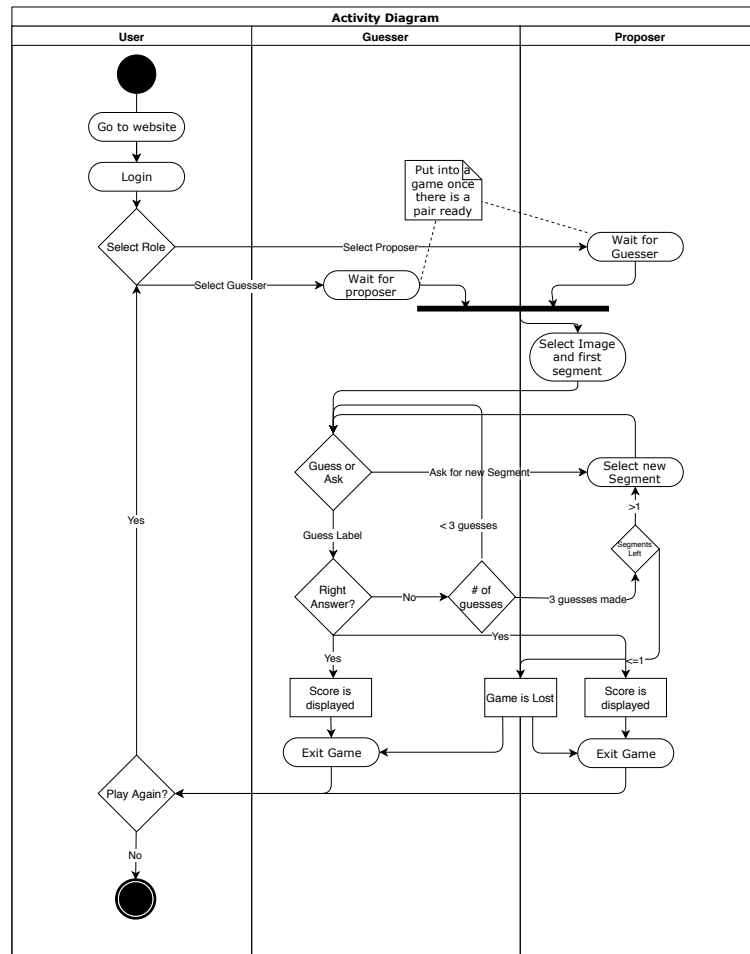 Activity Diagram
User
Guesser
Proposer
Go to website
Login
Select Role
Select Proposer
Select Guesser
Put into a
game once
there is a
pair ready
Wait for
proposer
Wait for
Guesser
Select Image
and first
segment
Guess or
Ask
Ask for new Segment
Select new
Segment
>1
Segments
Left
< 3 guesses
Guess Label
Right
Answer?
No
# of
guesses
3 guesses made
Yes
Yes
Yes
<=1
Score is
displayed
Game is Lost
Score is
displayed
Exit Game
Exit Game
Play Again?
No